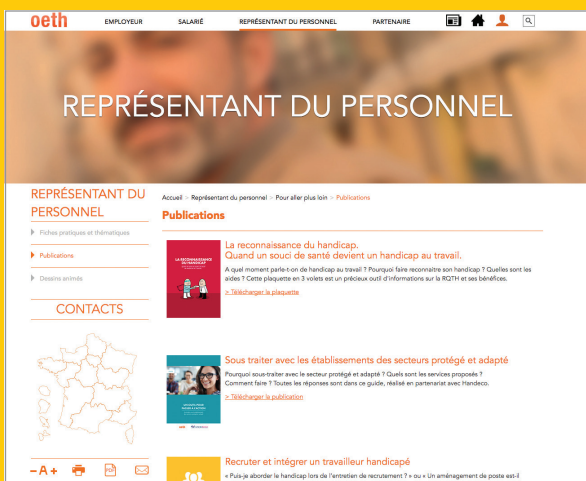 oeth
EMPLOYEUR SALARIÉ REPRÉSENTANT DU PERSONNEL PARTENAIRE
REPRÉSENTANT DU PERSONNEL
REPRÉSENTANT DU
PERSONNEL
Fiches pratiques et thématiques
Publications
Dessins animés
CONTACTS
-A+ PDF
Accueil > Représentant du personnel > Pour aller plus loin > Publications
Publications
LA RECONNAISSANCE
DU HANDICAP
La reconnaissance du handicap.
Quand un souci de santé devient un handicap au travail.
A quel moment parle-t-on de handicap au travail ? Pourquoi faire reconnaitre son handicap ? Quelles sont les
aides ? Cette plaquette en 3 volets est un précieux outil d'informations sur la RQTH et ses bénéfices.
> Télécharger la plaquette
Sous traiter avec les établissements des secteurs protégé et adapté
Pourquoi sous-traiter avec le secteur protégé et adapté ? Quels sont les services proposés ?
Comment faire ? Toutes les réponses sont dans ce guide, réalisé en partenariat avec Handeco.
> Télécharger la publication
Recruter et intégrer un travailleur handicapé
« Puis-je aborder le handicap lors de l'entretien de recrutement ? » ou « Un aménagement de poste est-il